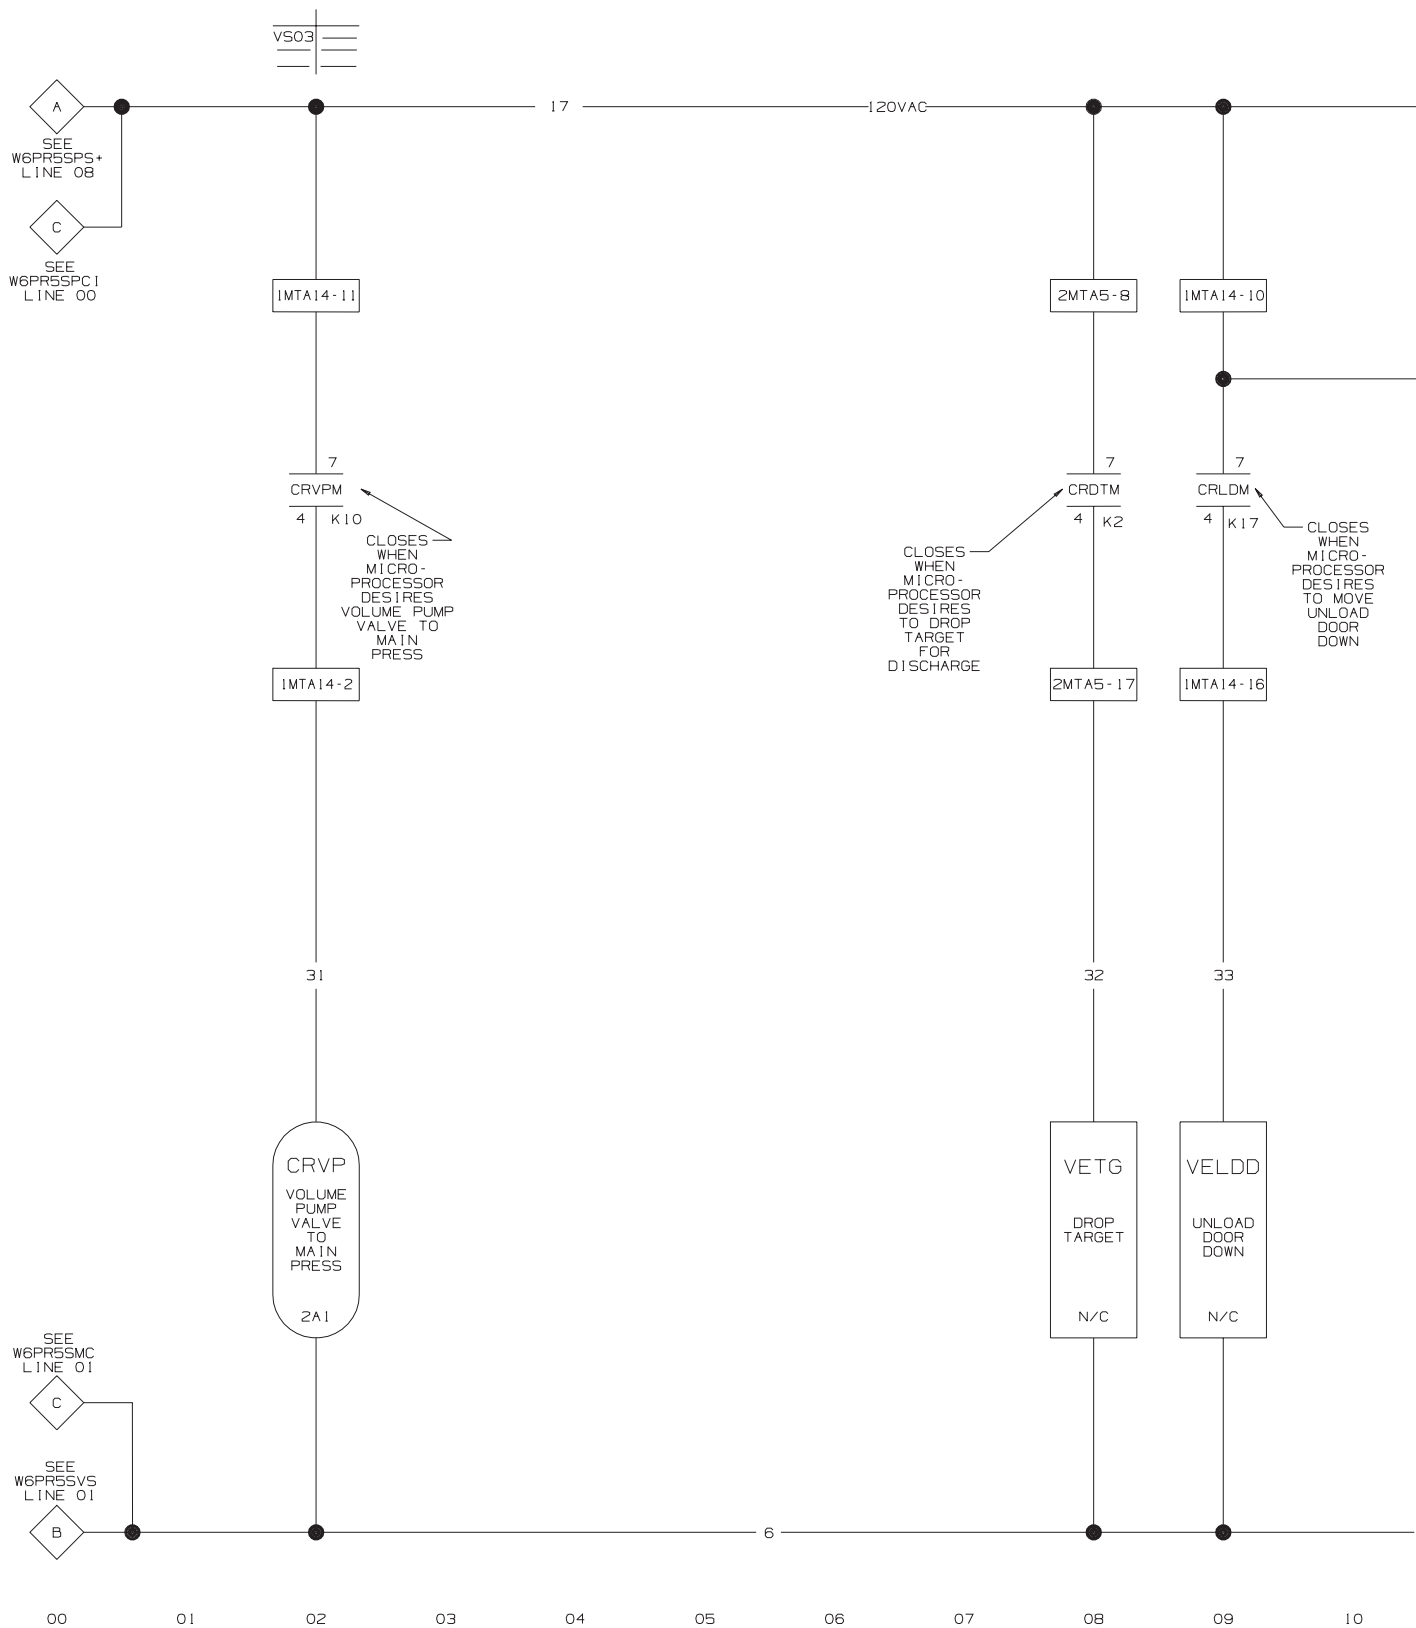 VS03
A
17
120VAC
SEE
W6PR5SPS+
LINE 08
C
SEE
W6PR5SPCI
LINE 00
1MTA14-11
2MTA5-8
1MTA14-10
7
CRVPM
4 K10
7
CRDTM
4 K2
7
CRLDM
4 K17
CLOSES
WHEN
MICRO-
PROCESSOR
DESIRES
VOLUME PUMP
VALVE TO
MAIN
PRESS
CLOSES
WHEN
MICRO-
PROCESSOR
DESIRES
TO DROP
TARGET
FOR
DISCHARGE
CLOSES
WHEN
MICRO-
PROCESSOR
DESIRES
TO MOVE
UNLOAD
DOOR
DOWN
1MTA14-2
2MTA5-17
1MTA14-16
31
32
33
CRVP
VOLUME
PUMP
VALVE
TO
MAIN
PRESS
2A1
VETG
DROP
TARGET
N/C
VELDD
UNLOAD
DOOR
DOWN
N/C
SEE
W6PR5SMC
LINE 01
C
SEE
W6PR5SVS
LINE 01
B
6
00 01 02 03 04 05 06 07 08 09 10